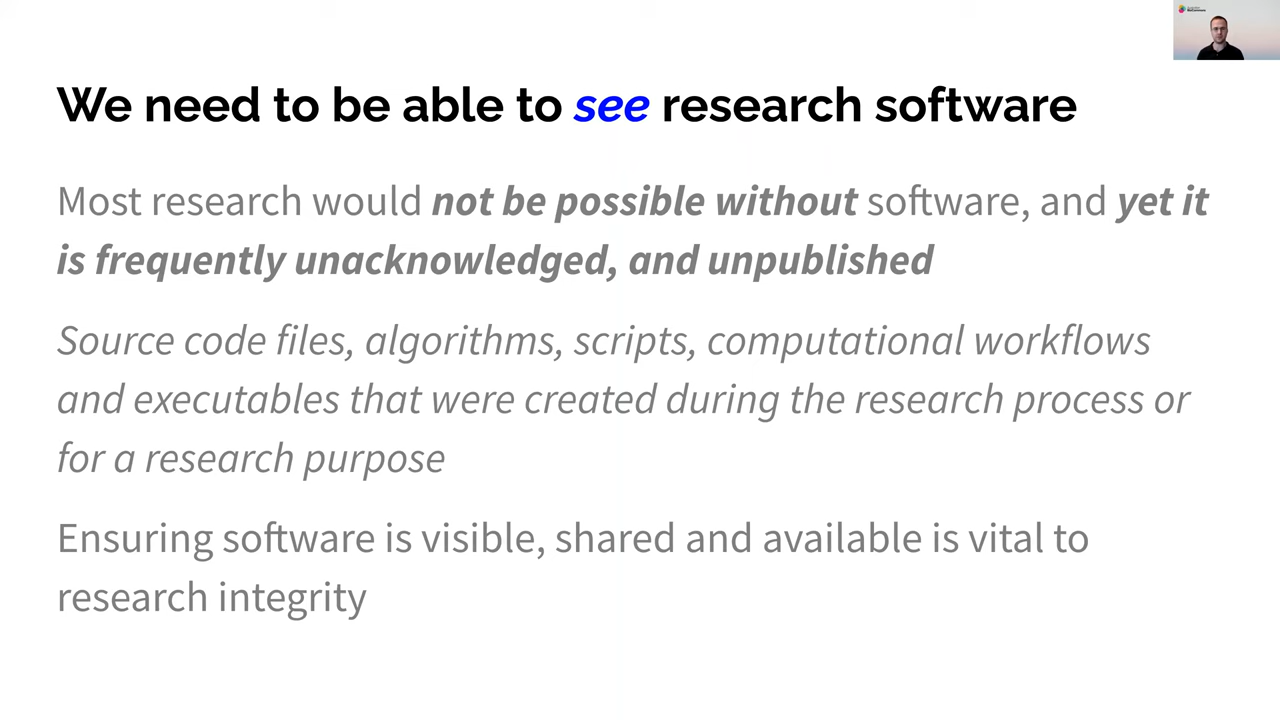 We need to be able to see research software
Most research would not be possible without software, and yet it
is frequently unacknowledged, and unpublished
Source code files, algorithms, scripts, computational workflows
and executables that were created during the research process or
for a research purpose
Ensuring software is visible, shared and available is vital to
research integrity